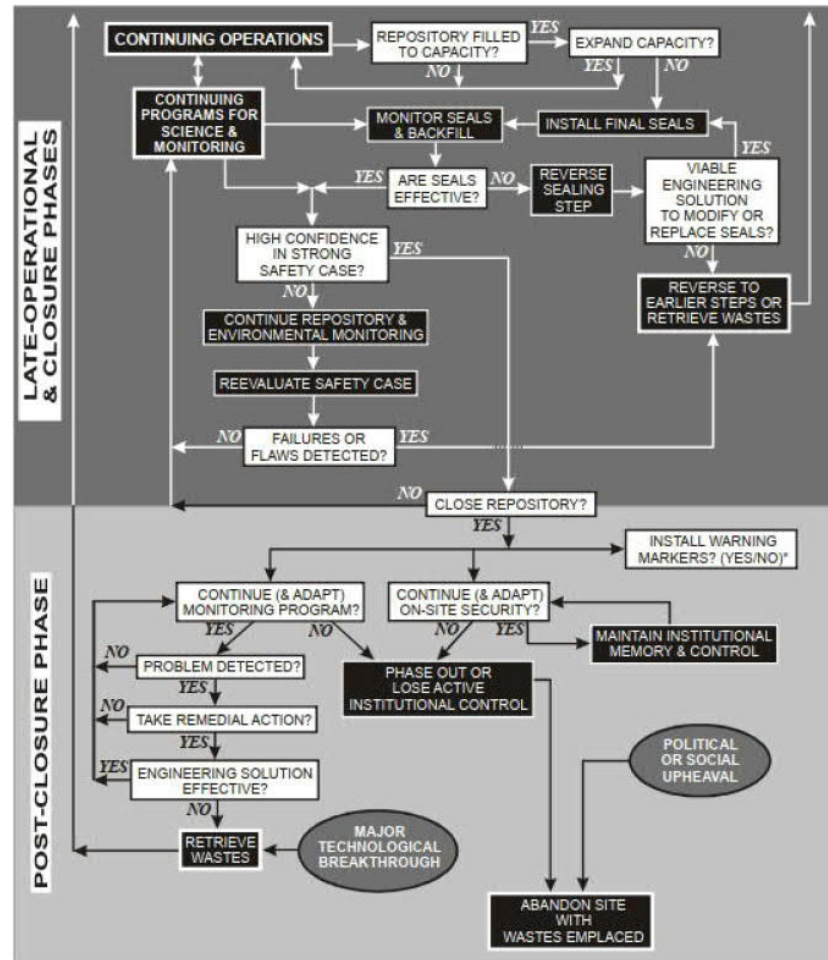 LATE-OPERATIONAL
& CLOSURE PHASES
CONTINUING OPERATIONS
REPOSITORY FILLED
TO CAPACITY?
YES
NO
EXPAND CAPACITY?
YES
NO
CONTINUING
PROGRAMS FOR
SCIENCE &
MONITORING
MONITOR SEALS
& BACKFILL
INSTALL FINAL SEALS
YES
YES
ARE SEALS
EFFECTIVE?
NO
REVERSE
SEALING
STEP
VIABLE
ENGINEERING
SOLUTION
TO MODIFY OR
REPLACE SEALS?
NO
HIGH CONFIDENCE
IN STRONG
SAFETY CASE?
YES
NO
REVERSE TO
EARLIER STEPS OR
RETRIEVE WASTES
CONTINUE REPOSITORY &
ENVIRONMENTAL MONITORING
REEVALUATE SAFETY CASE
NO
FAILURES OR
FLAWS DETECTED?
YES
NO
CLOSE REPOSITORY?
YES
POST-CLOSURE PHASE
INSTALL WARNING
MARKERS? (YES/NO)*
CONTINUE (& ADAPT)
MONITORING PROGRAM?
YES
NO
CONTINUE (& ADAPT)
ON-SITE SECURITY?
NO
YES
MAINTAIN INSTITUTIONAL
MEMORY & CONTROL
NO
PROBLEM DETECTED?
YES
PHASE OUT OR
LOSE ACTIVE
INSTITUTIONAL CONTROL
NO
TAKE REMEDIAL ACTION?
YES
YES
ENGINEERING SOLUTION
EFFECTIVE?
NO
POLITICAL
OR SOCIAL
UPHEAVAL
RETRIEVE
WASTES
MAJOR
TECHNOLOGICAL
BREAKTHROUGH
ABANDON SITE
WITH
WASTES EMPLACED